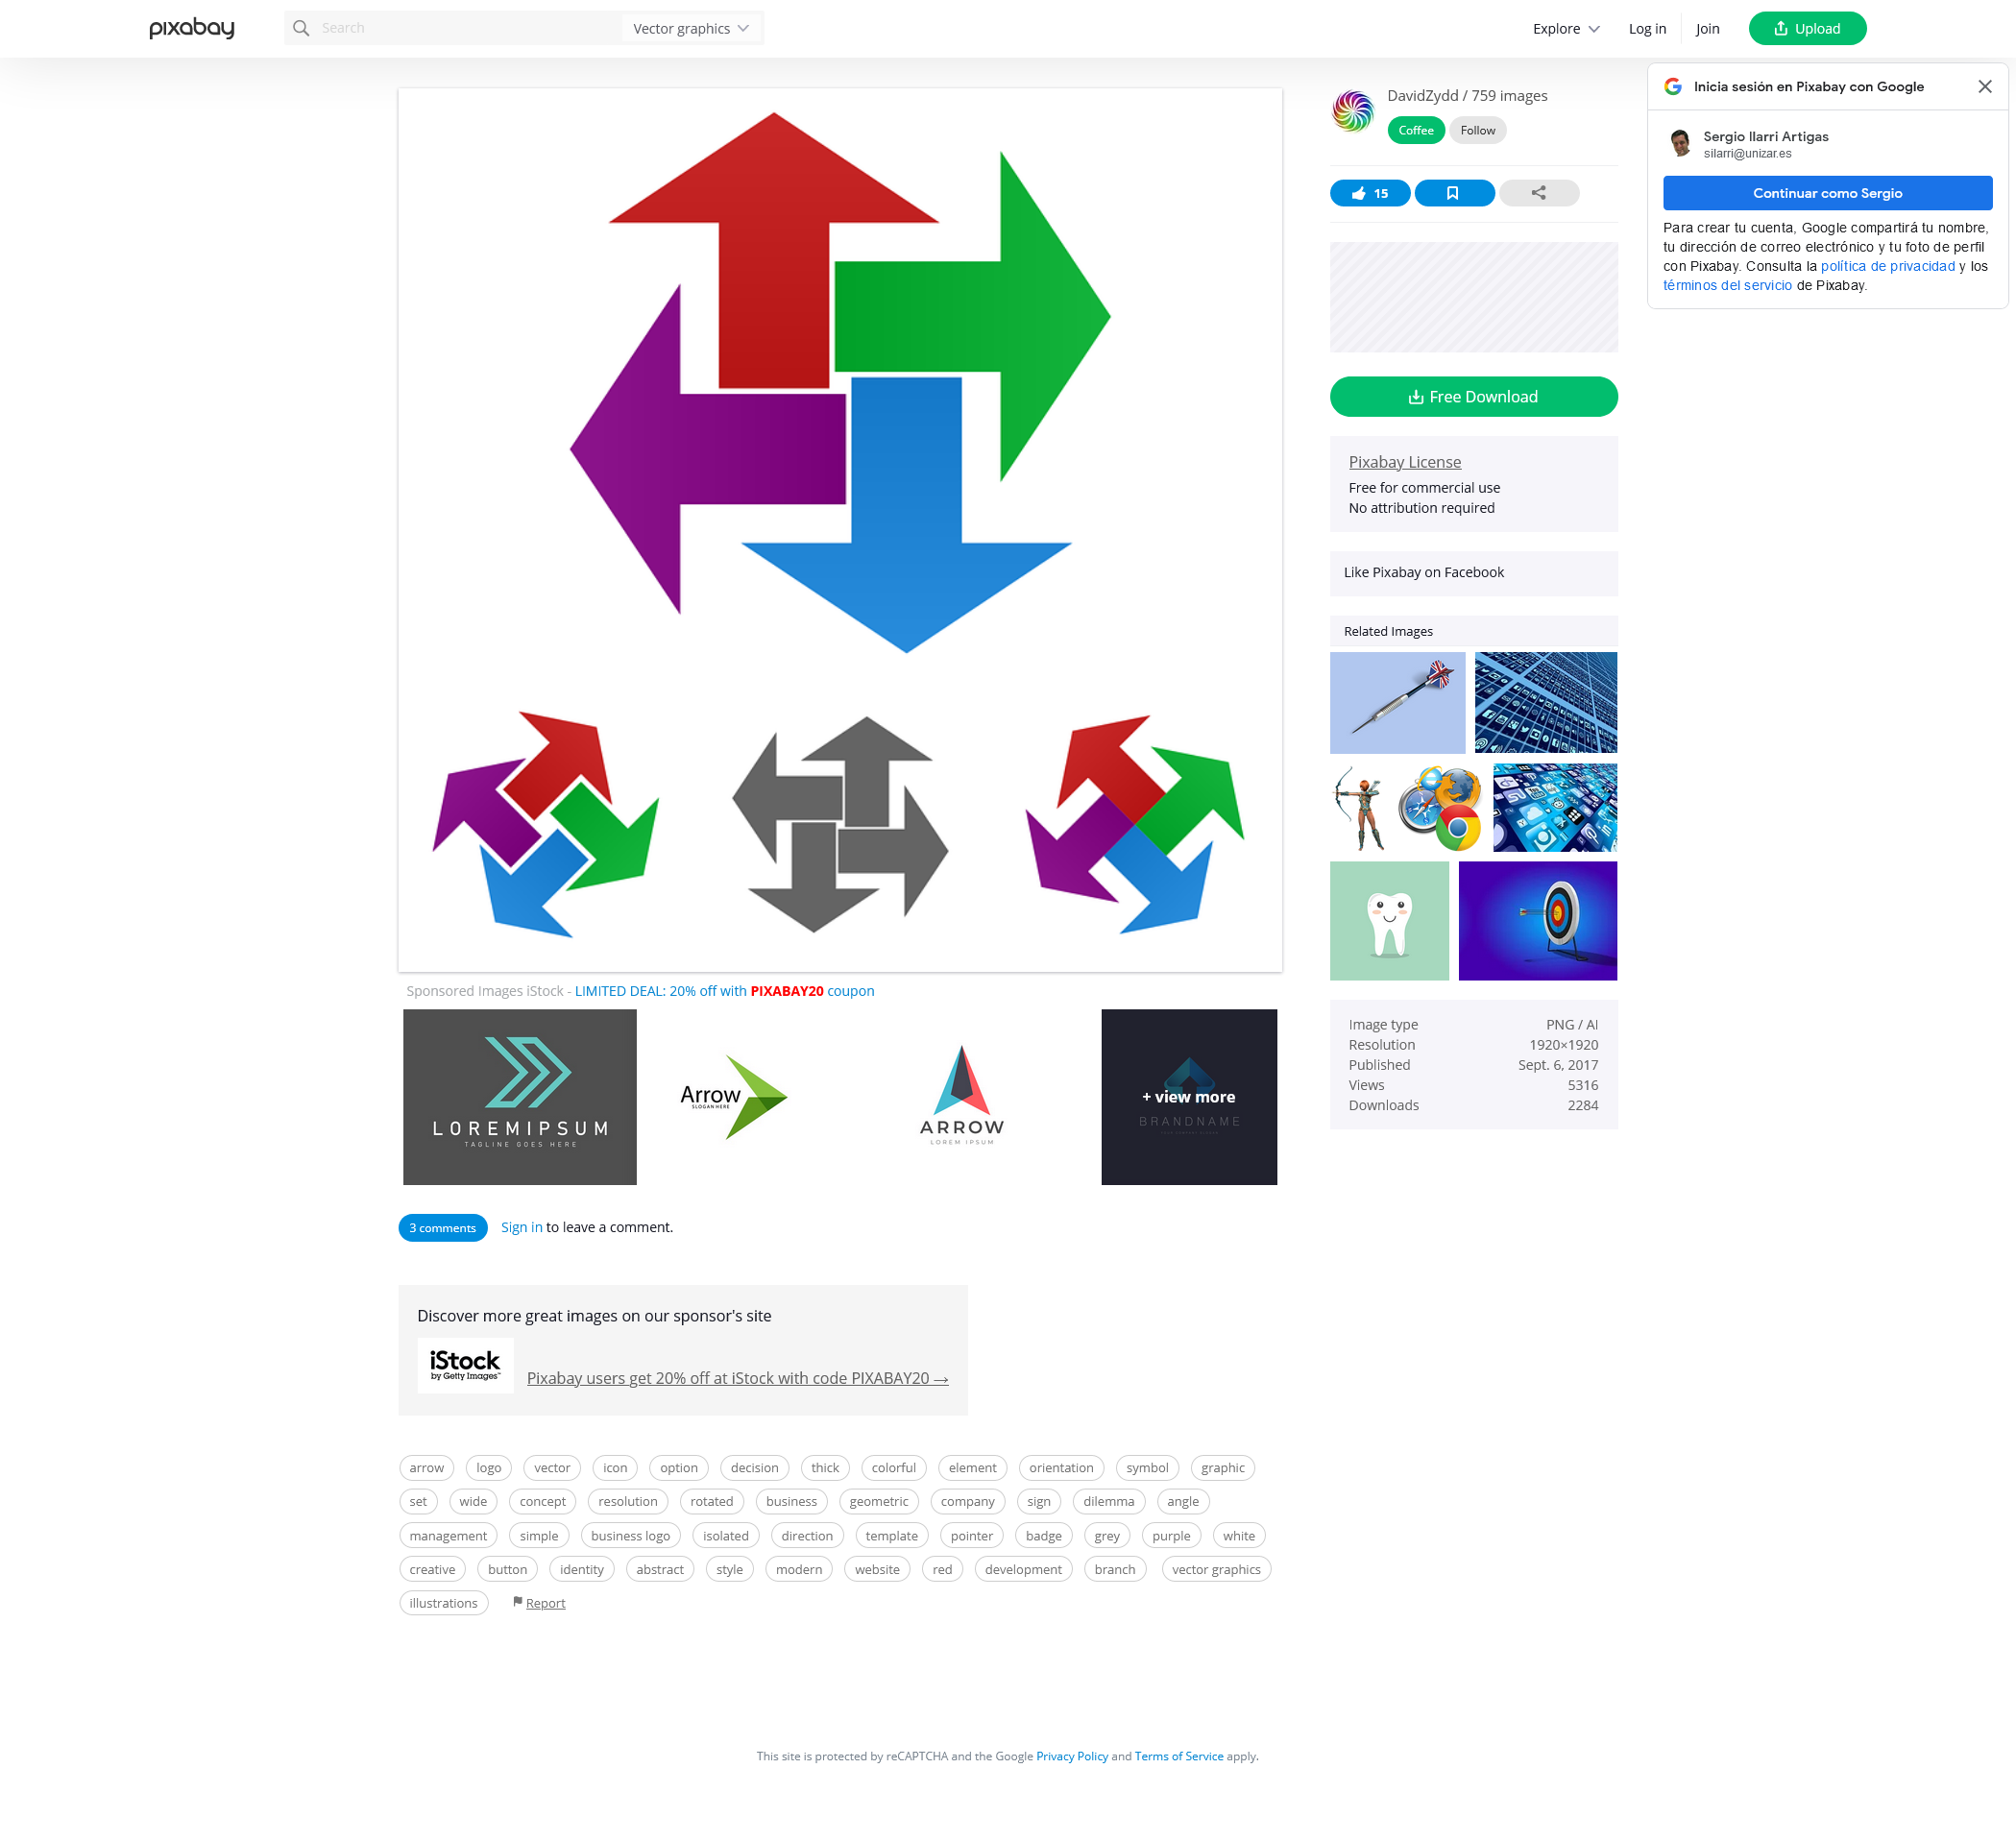 pixabay
Search
Vector graphics
Explore
Log in
Join
Upload
Inicia sesión en Pixabay con Google
Sergio Ilarri Artigas
silarri@unizar.es
Continuar como Sergio
Para crear tu cuenta, Google compartirá tu nombre,
tu dirección de correo electrónico y tu foto de perfil
con Pixabay. Consulta la política de privacidad y los
términos del servicio de Pixabay.
DavidZydd / 759 images
Coffee
Follow
15
Free Download
Pixabay License
Free for commercial use
No attribution required
Like Pixabay on Facebook
Related Images
Image type PNG / AI
Resolution 1920×1920
Published Sept. 6, 2017
Views 5316
Downloads 2284
Sponsored Images iStock - LIMITED DEAL: 20% off with PIXABAY20 coupon
LOREMIPSUM
TAGLINE GOES HERE
Arrow
SLOGAN HERE
ARROW
LOREM IPSUM
+ view more
BRANDNAME
3 comments
Sign in to leave a comment.
Discover more great images on our sponsor's site
iStock
by Getty Images™
Pixabay users get 20% off at iStock with code PIXABAY20 →
arrow logo vector icon option decision thick colorful element orientation symbol graphic
set wide concept resolution rotated business geometric company sign dilemma angle
management simple business logo isolated direction template pointer badge grey purple white
creative button identity abstract style modern website red development branch vector graphics
illustrations Report
This site is protected by reCAPTCHA and the Google Privacy Policy and Terms of Service apply.